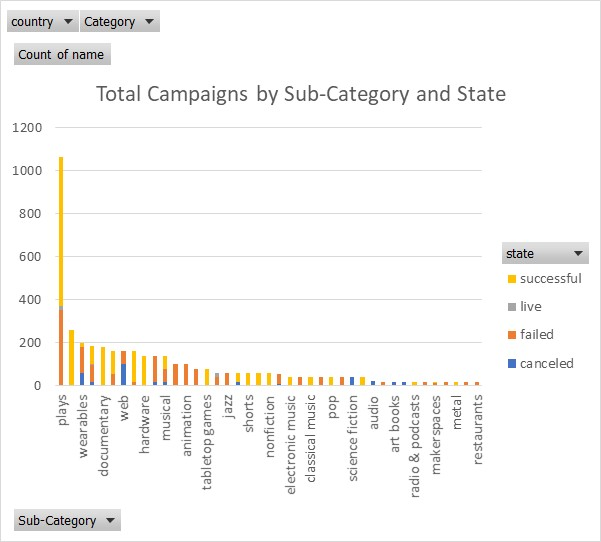 country Category
Count of name
Total Campaigns by Sub-Category and State
1200
1000
800
600
400
200
0
state
successful
live
failed
canceled
plays
wearables
documentary
web
hardware
musical
animation
tabletop games
jazz
shorts
nonfiction
electronic music
classical music
pop
science fiction
audio
art books
radio & podcasts
makerspaces
metal
restaurants
Sub-Category